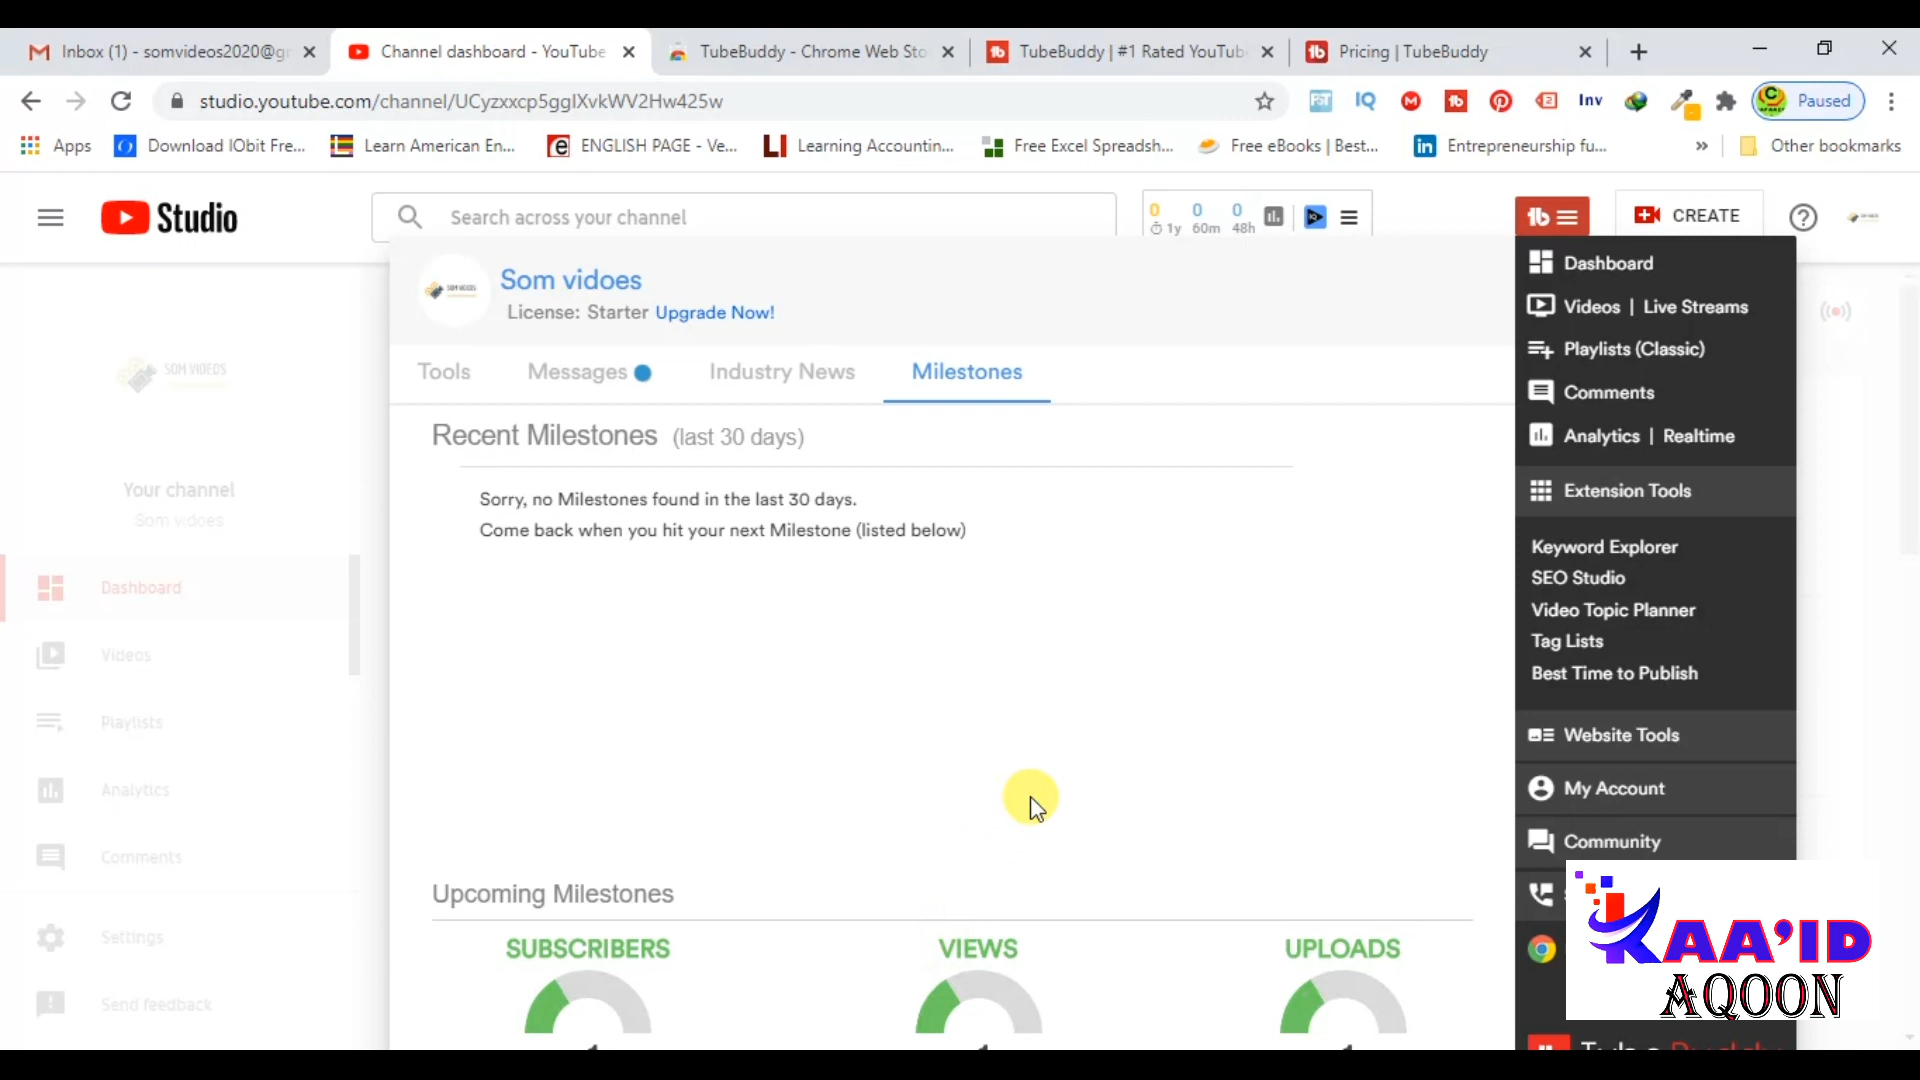 Inbox (1) - somvideos2020@gr
Channel dashboard - YouTube
TubeBuddy - Chrome Web Sto
TubeBuddy | #1 Rated YouTub
Pricing | TubeBuddy
studio.youtube.com/channel/UCyzxxcp5gglXvkWV2Hw425w
IQ
Inv
Paused
Apps
Download IObit Fre...
Learn American En...
ENGLISH PAGE - Ve...
Learning Accountin...
Free Excel Spreadsh...
Free eBooks | Best...
Entrepreneurship fu...
Other bookmarks
Studio
Search across your channel
0 0 0
1y 60m 48h
CREATE
Som vidoes
License: Starter Upgrade Now!
Tools
Messages
Industry News
Milestones
Recent Milestones (last 30 days)
Sorry, no Milestones found in the last 30 days.
Come back when you hit your next Milestone (listed below)
Upcoming Milestones
SUBSCRIBERS
VIEWS
UPLOADS
SOM VIDEOS
Your channel
Som vidoes
Dashboard
Videos
Playlists
Analytics
Comments
Settings
Send feedback
Dashboard
Videos | Live Streams
Playlists (Classic)
Comments
Analytics | Realtime
Extension Tools
Keyword Explorer
SEO Studio
Video Topic Planner
Tag Lists
Best Time to Publish
Website Tools
My Account
Community
KAA'ID
AQOON